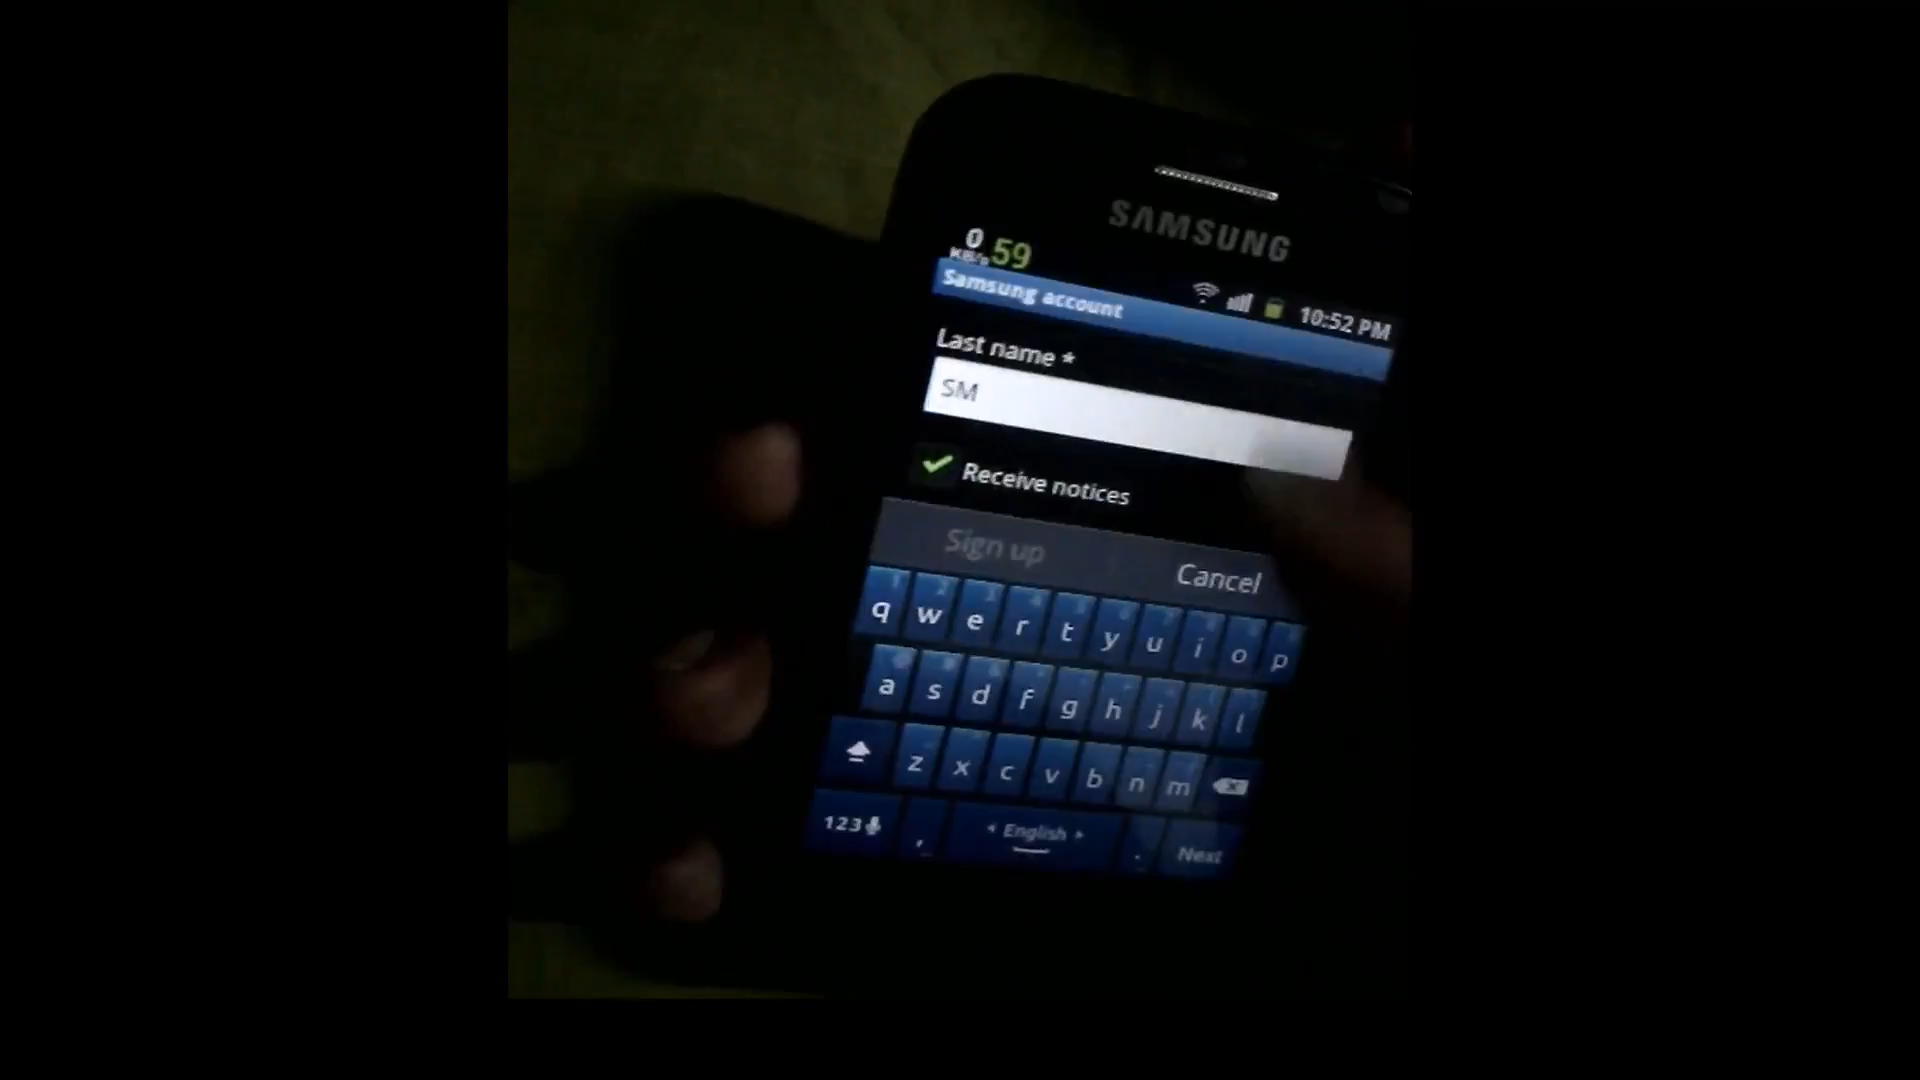 SAMSUNG
0
KB/s 59
10:52 PM
Samsung account
Last name *
SM
Receive notices
Sign up Cancel
q w e r t y u i o p
a s d f g h j k l
z x c v b n m
123 , English . Next